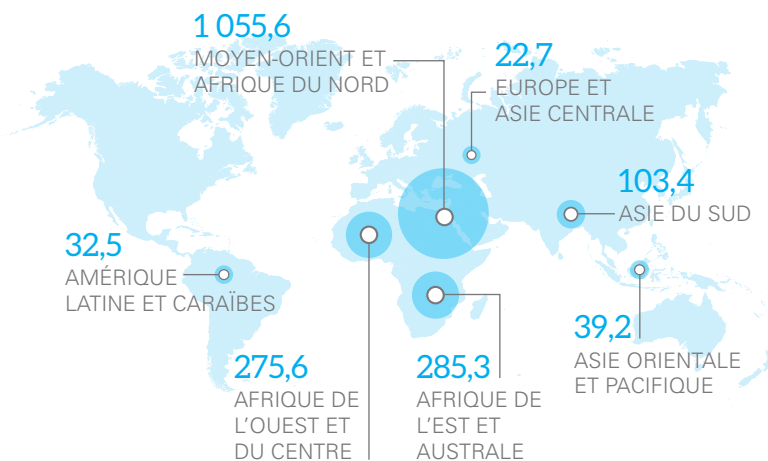 1 055,6
MOYEN-ORIENT ET
AFRIQUE DU NORD
22,7
EUROPE ET
ASIE CENTRALE
103,4
ASIE DU SUD
32,5
AMÉRIQUE
LATINE ET CARAÏBES
39,2
ASIE ORIENTALE
ET PACIFIQUE
275,6
AFRIQUE DE
L'OUEST ET
DU CENTRE
285,3
AFRIQUE DE
L'EST ET
AUSTRALE